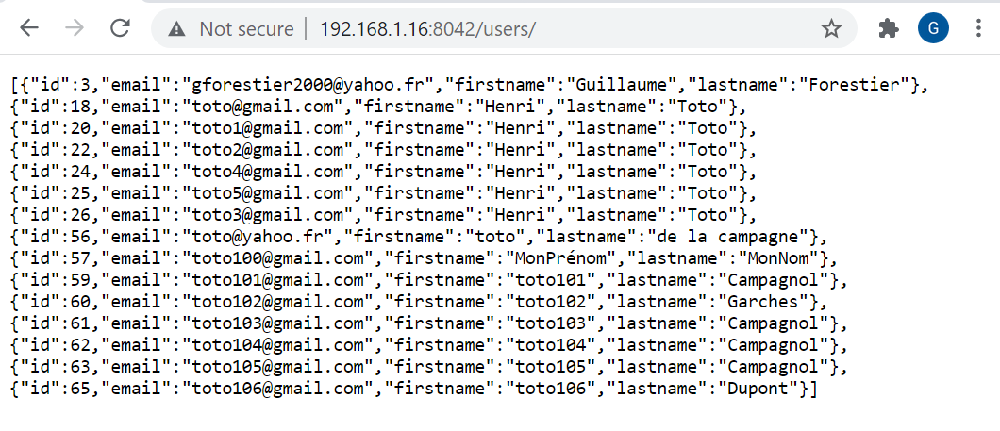 Not secure | 192.168.1.16:8042/users/
G
[{"id":3,"email":"gforestier2000@yahoo.fr","firstname":"Guillaume","lastname":"Forestier"},
{"id":18,"email":"toto@gmail.com","firstname":"Henri","lastname":"Toto"},
{"id":20,"email":"toto1@gmail.com","firstname":"Henri","lastname":"Toto"},
{"id":22,"email":"toto2@gmail.com","firstname":"Henri","lastname":"Toto"},
{"id":24,"email":"toto4@gmail.com","firstname":"Henri","lastname":"Toto"},
{"id":25,"email":"toto5@gmail.com","firstname":"Henri","lastname":"Toto"},
{"id":26,"email":"toto3@gmail.com","firstname":"Henri","lastname":"Toto"},
{"id":56,"email":"toto@yahoo.fr","firstname":"toto","lastname":"de la campagne"},
{"id":57,"email":"toto100@gmail.com","firstname":"MonPrénom","lastname":"MonNom"},
{"id":59,"email":"toto101@gmail.com","firstname":"toto101","lastname":"Campagnol"},
{"id":60,"email":"toto102@gmail.com","firstname":"toto102","lastname":"Garches"},
{"id":61,"email":"toto103@gmail.com","firstname":"toto103","lastname":"Campagnol"},
{"id":62,"email":"toto104@gmail.com","firstname":"toto104","lastname":"Campagnol"},
{"id":63,"email":"toto105@gmail.com","firstname":"toto105","lastname":"Campagnol"},
{"id":65,"email":"toto106@gmail.com","firstname":"toto106","lastname":"Dupont"}]